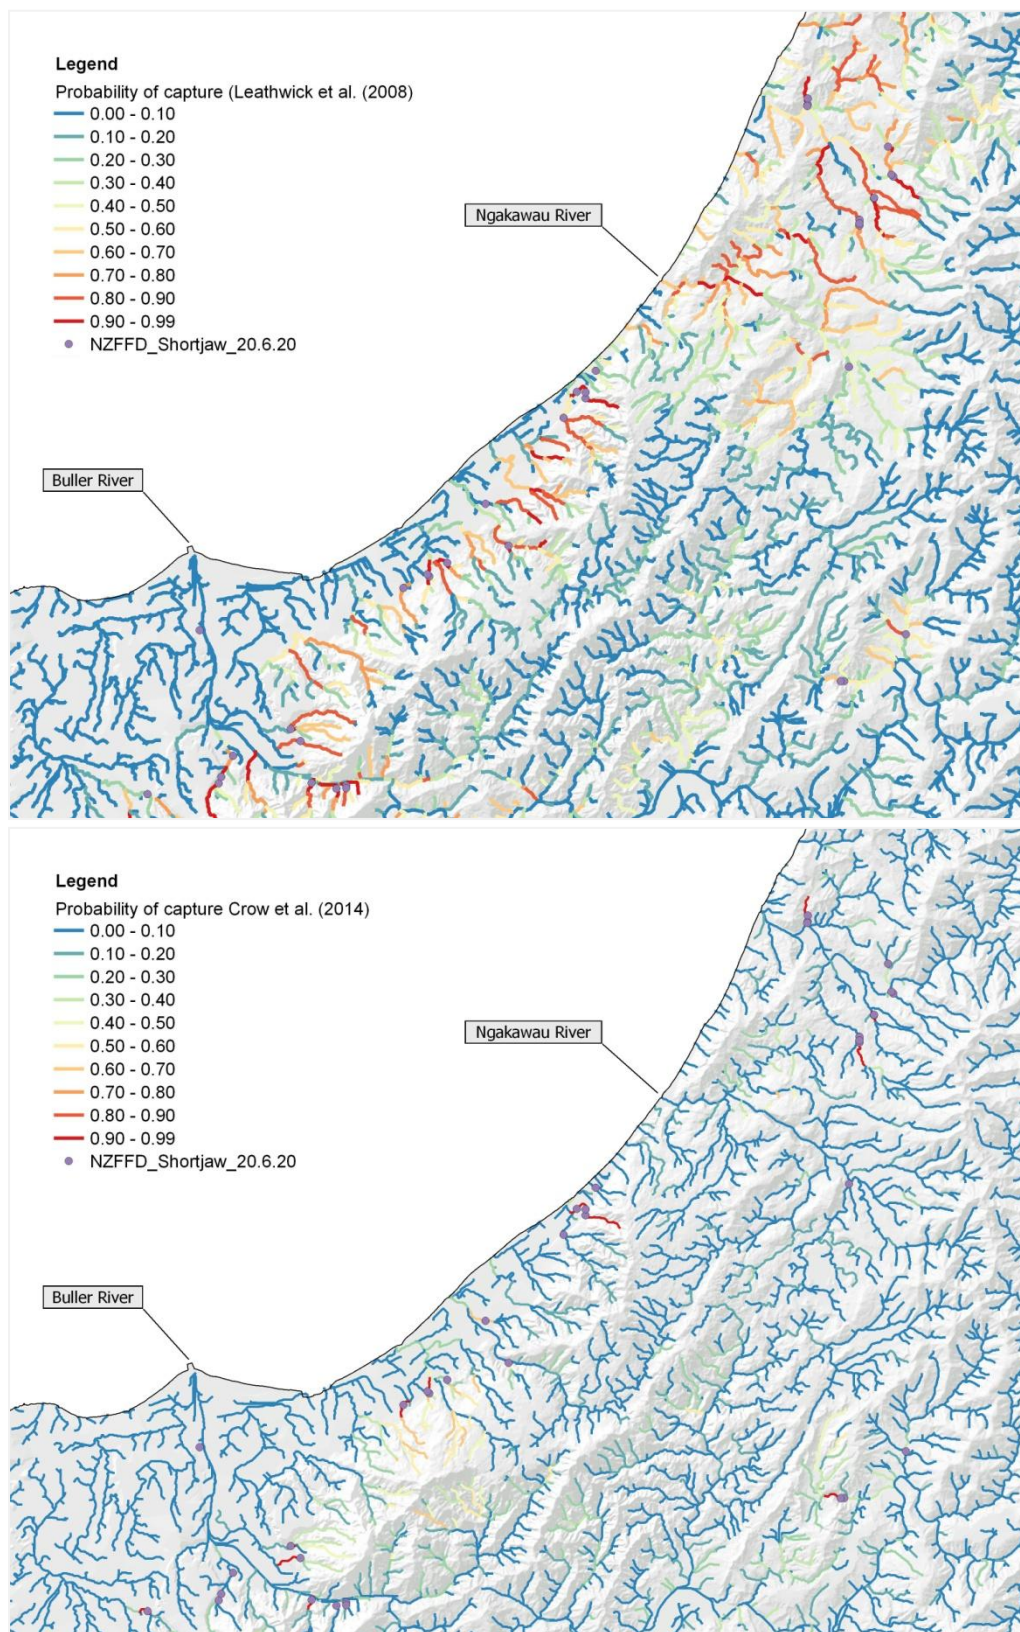 Legend
Probability of capture (Leathwick et al. (2008)
0.00 - 0.10
0.10 - 0.20
0.20 - 0.30
0.30 - 0.40
0.40 - 0.50
0.50 - 0.60
0.60 - 0.70
0.70 - 0.80
0.80 - 0.90
0.90 - 0.99
NZFFD_Shortjaw_20.6.20
Ngakawau River
Buller River
Legend
Probability of capture Crow et al. (2014)
0.00 - 0.10
0.10 - 0.20
0.20 - 0.30
0.30 - 0.40
0.40 - 0.50
0.50 - 0.60
0.60 - 0.70
0.70 - 0.80
0.80 - 0.90
0.90 - 0.99
NZFFD_Shortjaw_20.6.20
Ngakawau River
Buller River